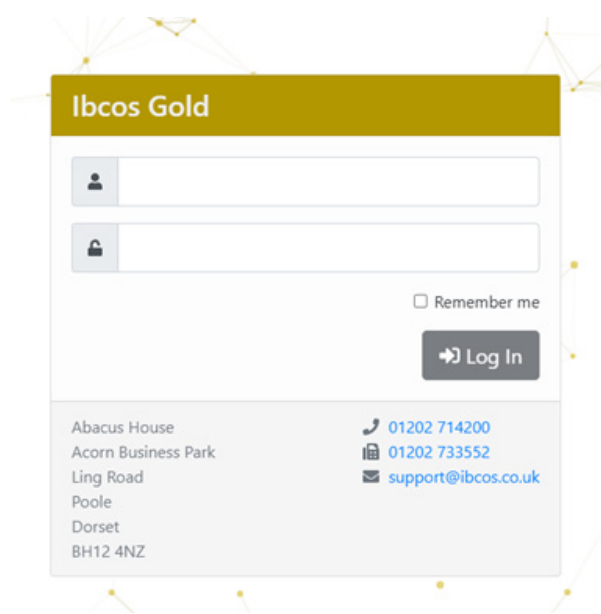 Ibcos Gold
Remember me
Log In
Abacus House
Acorn Business Park
Ling Road
Poole
Dorset
BH12 4NZ
01202 714200
01202 733552
support@ibcos.co.uk